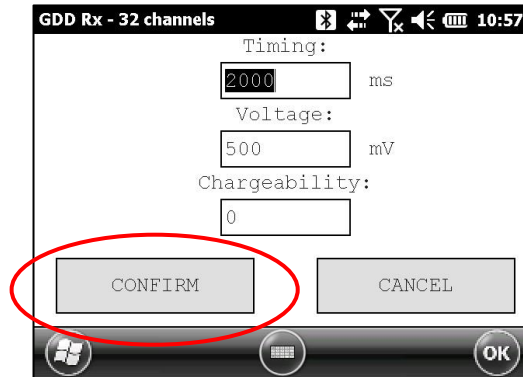 GDD Rx - 32 channels 10:57
Timing:
2000 ms
Voltage:
500 mV
Chargeability:
0
CONFIRM CANCEL
OK